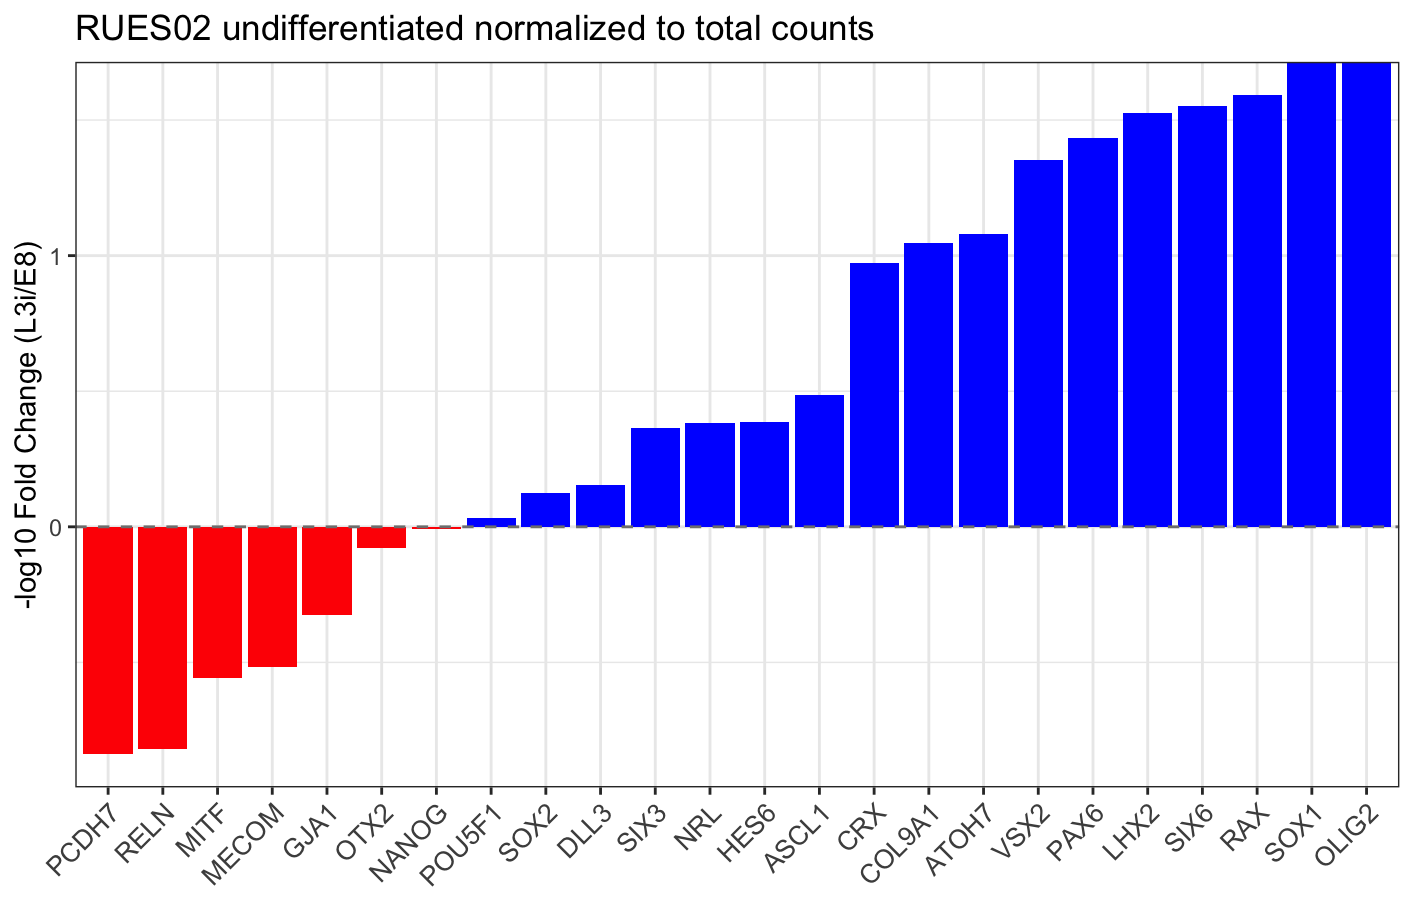 RUES02 undifferentiated normalized to total counts
-log10 Fold Change (L3i/E8)
1
0
PCDH7
RELN
MITF
MECOM
GJA1
OTX2
NANOG
POU5F1
SOX2
DLL3
SIX3
NRL
HES6
ASCL1
CRX
COL9A1
ATOH7
VSX2
PAX6
LHX2
SIX6
RAX
SOX1
OLIG2